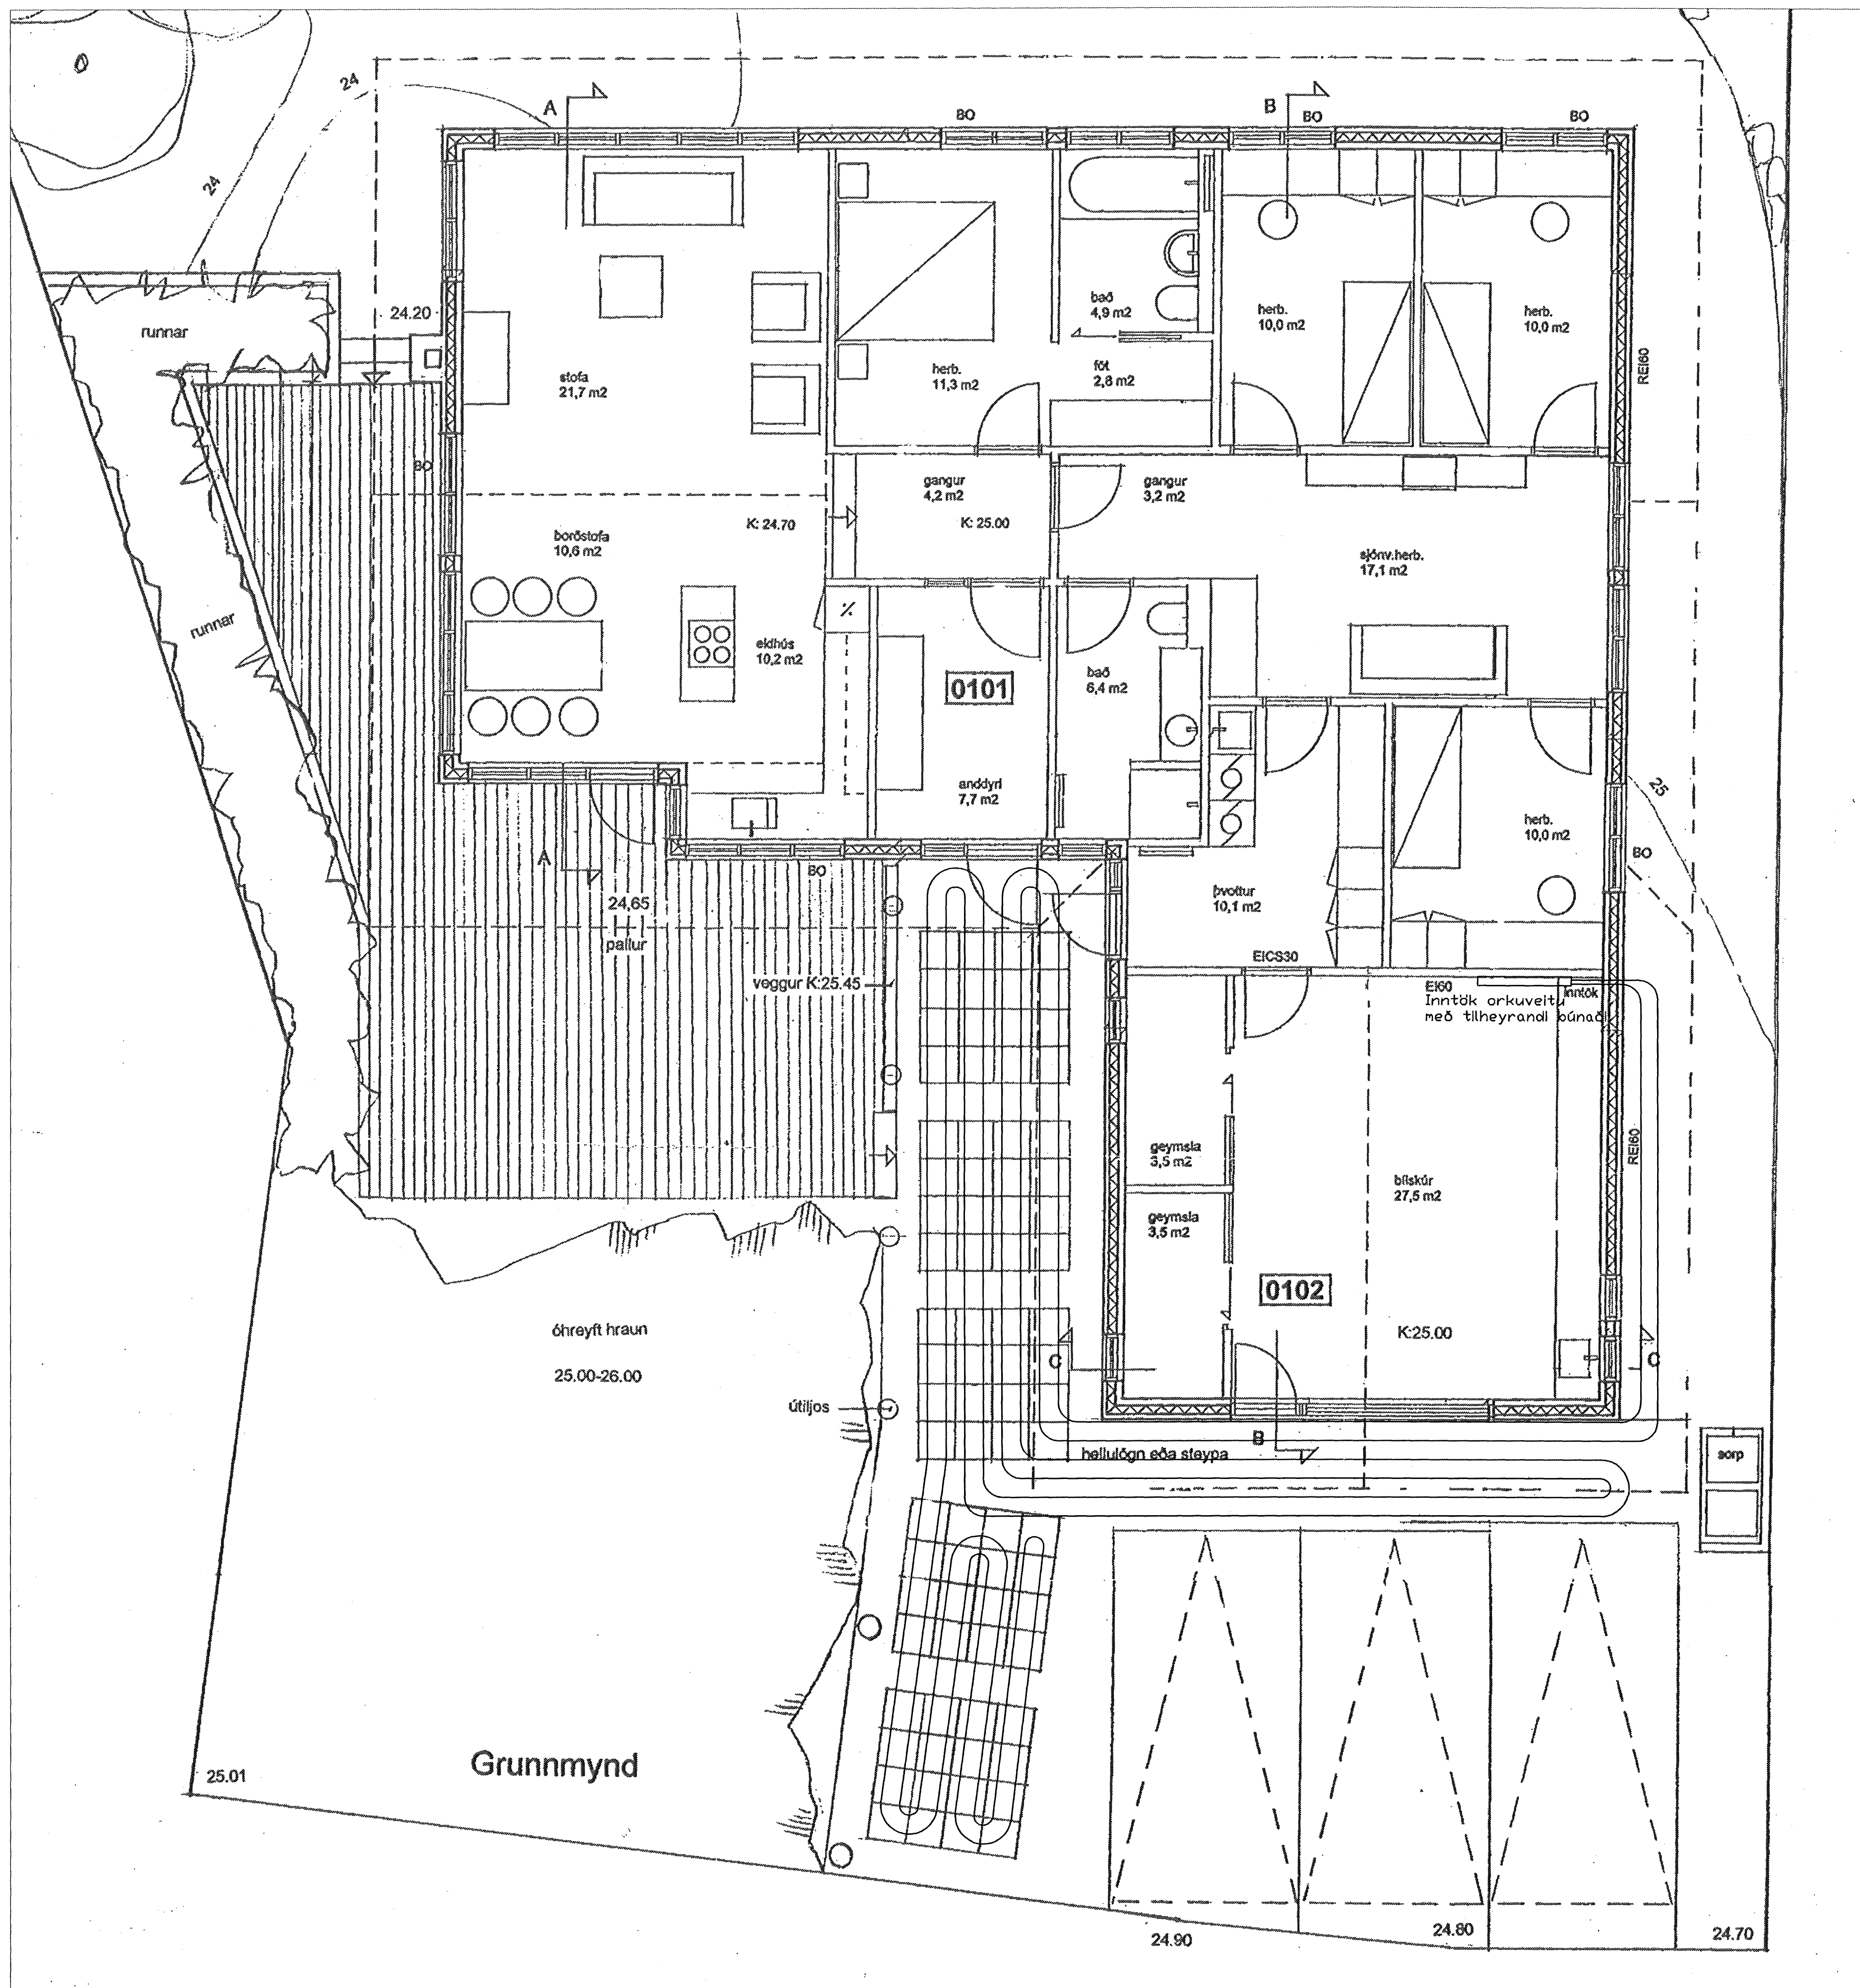 24
A
BO
B
BO
BO
24
24.20
runnar
bað
4,9 m2
herb.
10,0 m2
herb.
10,0 m2
REI60
stofa
21,7 m2
herb.
11,3 m2
föt
2,8 m2
BO
gangur
4,2 m2
gangur
3,2 m2
K: 24.70
K: 25.00
borðstofa
10,6 m2
sjónv.herb.
17,1 m2
runnar
eldhús
10,2 m2
0101
bað
6,4 m2
anddyri
7,7 m2
25
herb.
10,0 m2
A
BO
BO
24,65
pallur
þvottur
10,1 m2
EICS30
veggur K:25.45
EI60
Inntök
Inntök orkuveitu
með tilheyrandi búnaði
geymsla
3,5 m2
REI60
bílskúr
27,5 m2
geymsla
3,5 m2
0102
óhreyft hraun
25.00-26.00
K:25.00
C
C
útiljos
B
hellulögn eða steypa
sorp
Grunnmynd
25.01
24.90
24.80
24.70